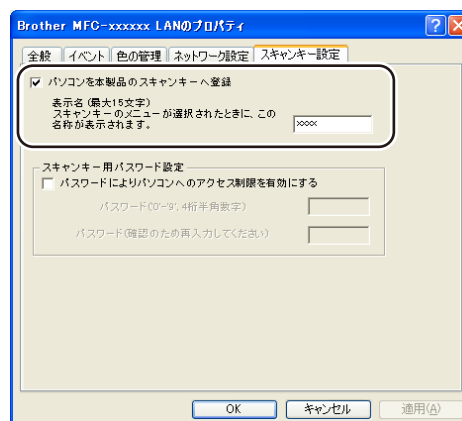 Brother MFC-xxxxxx LANのプロパティ
全般 イベント 色の管理 ネットワーク設定 スキャンキー設定
パソコンを本製品のスキャンキーへ登録
表示名 (最大15文字)
スキャンキーのメニューが選択されたときに、この
名称が表示されます。
xxxx
スキャンキー用パスワード設定
パスワードによりパソコンへのアクセス制限を有効にする
パスワード('0'-'9', 4桁半角数字)
パスワード(確認のため再入力してください)
OK キャンセル 適用(A)